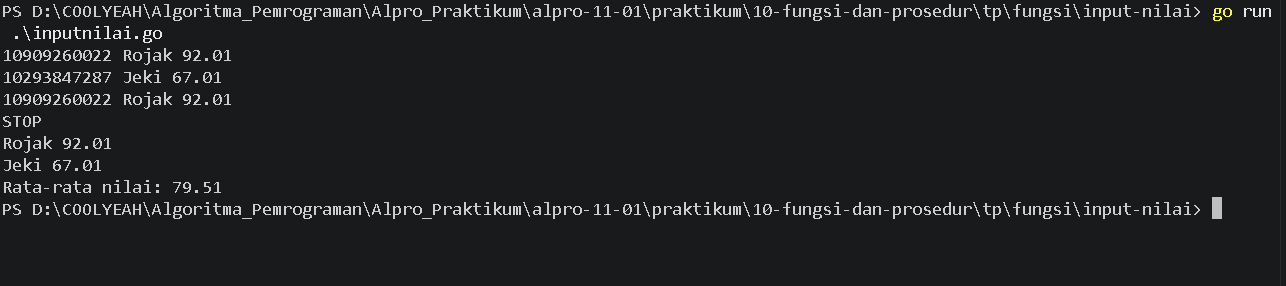 PS D:\COOLYEAH\Algoritma_Pemrograman\Alpro_Praktikum\alpro-11-01\praktikum\10-fungsi-dan-prosedur\tp\fungsi\input-nilai> go run
.\inputnilai.go
10909260022 Rojak 92.01
10293847287 Jeki 67.01
10909260022 Rojak 92.01
STOP
Rojak 92.01
Jeki 67.01
Rata-rata nilai: 79.51
PS D:\COOLYEAH\Algoritma_Pemrograman\Alpro_Praktikum\alpro-11-01\praktikum\10-fungsi-dan-prosedur\tp\fungsi\input-nilai>